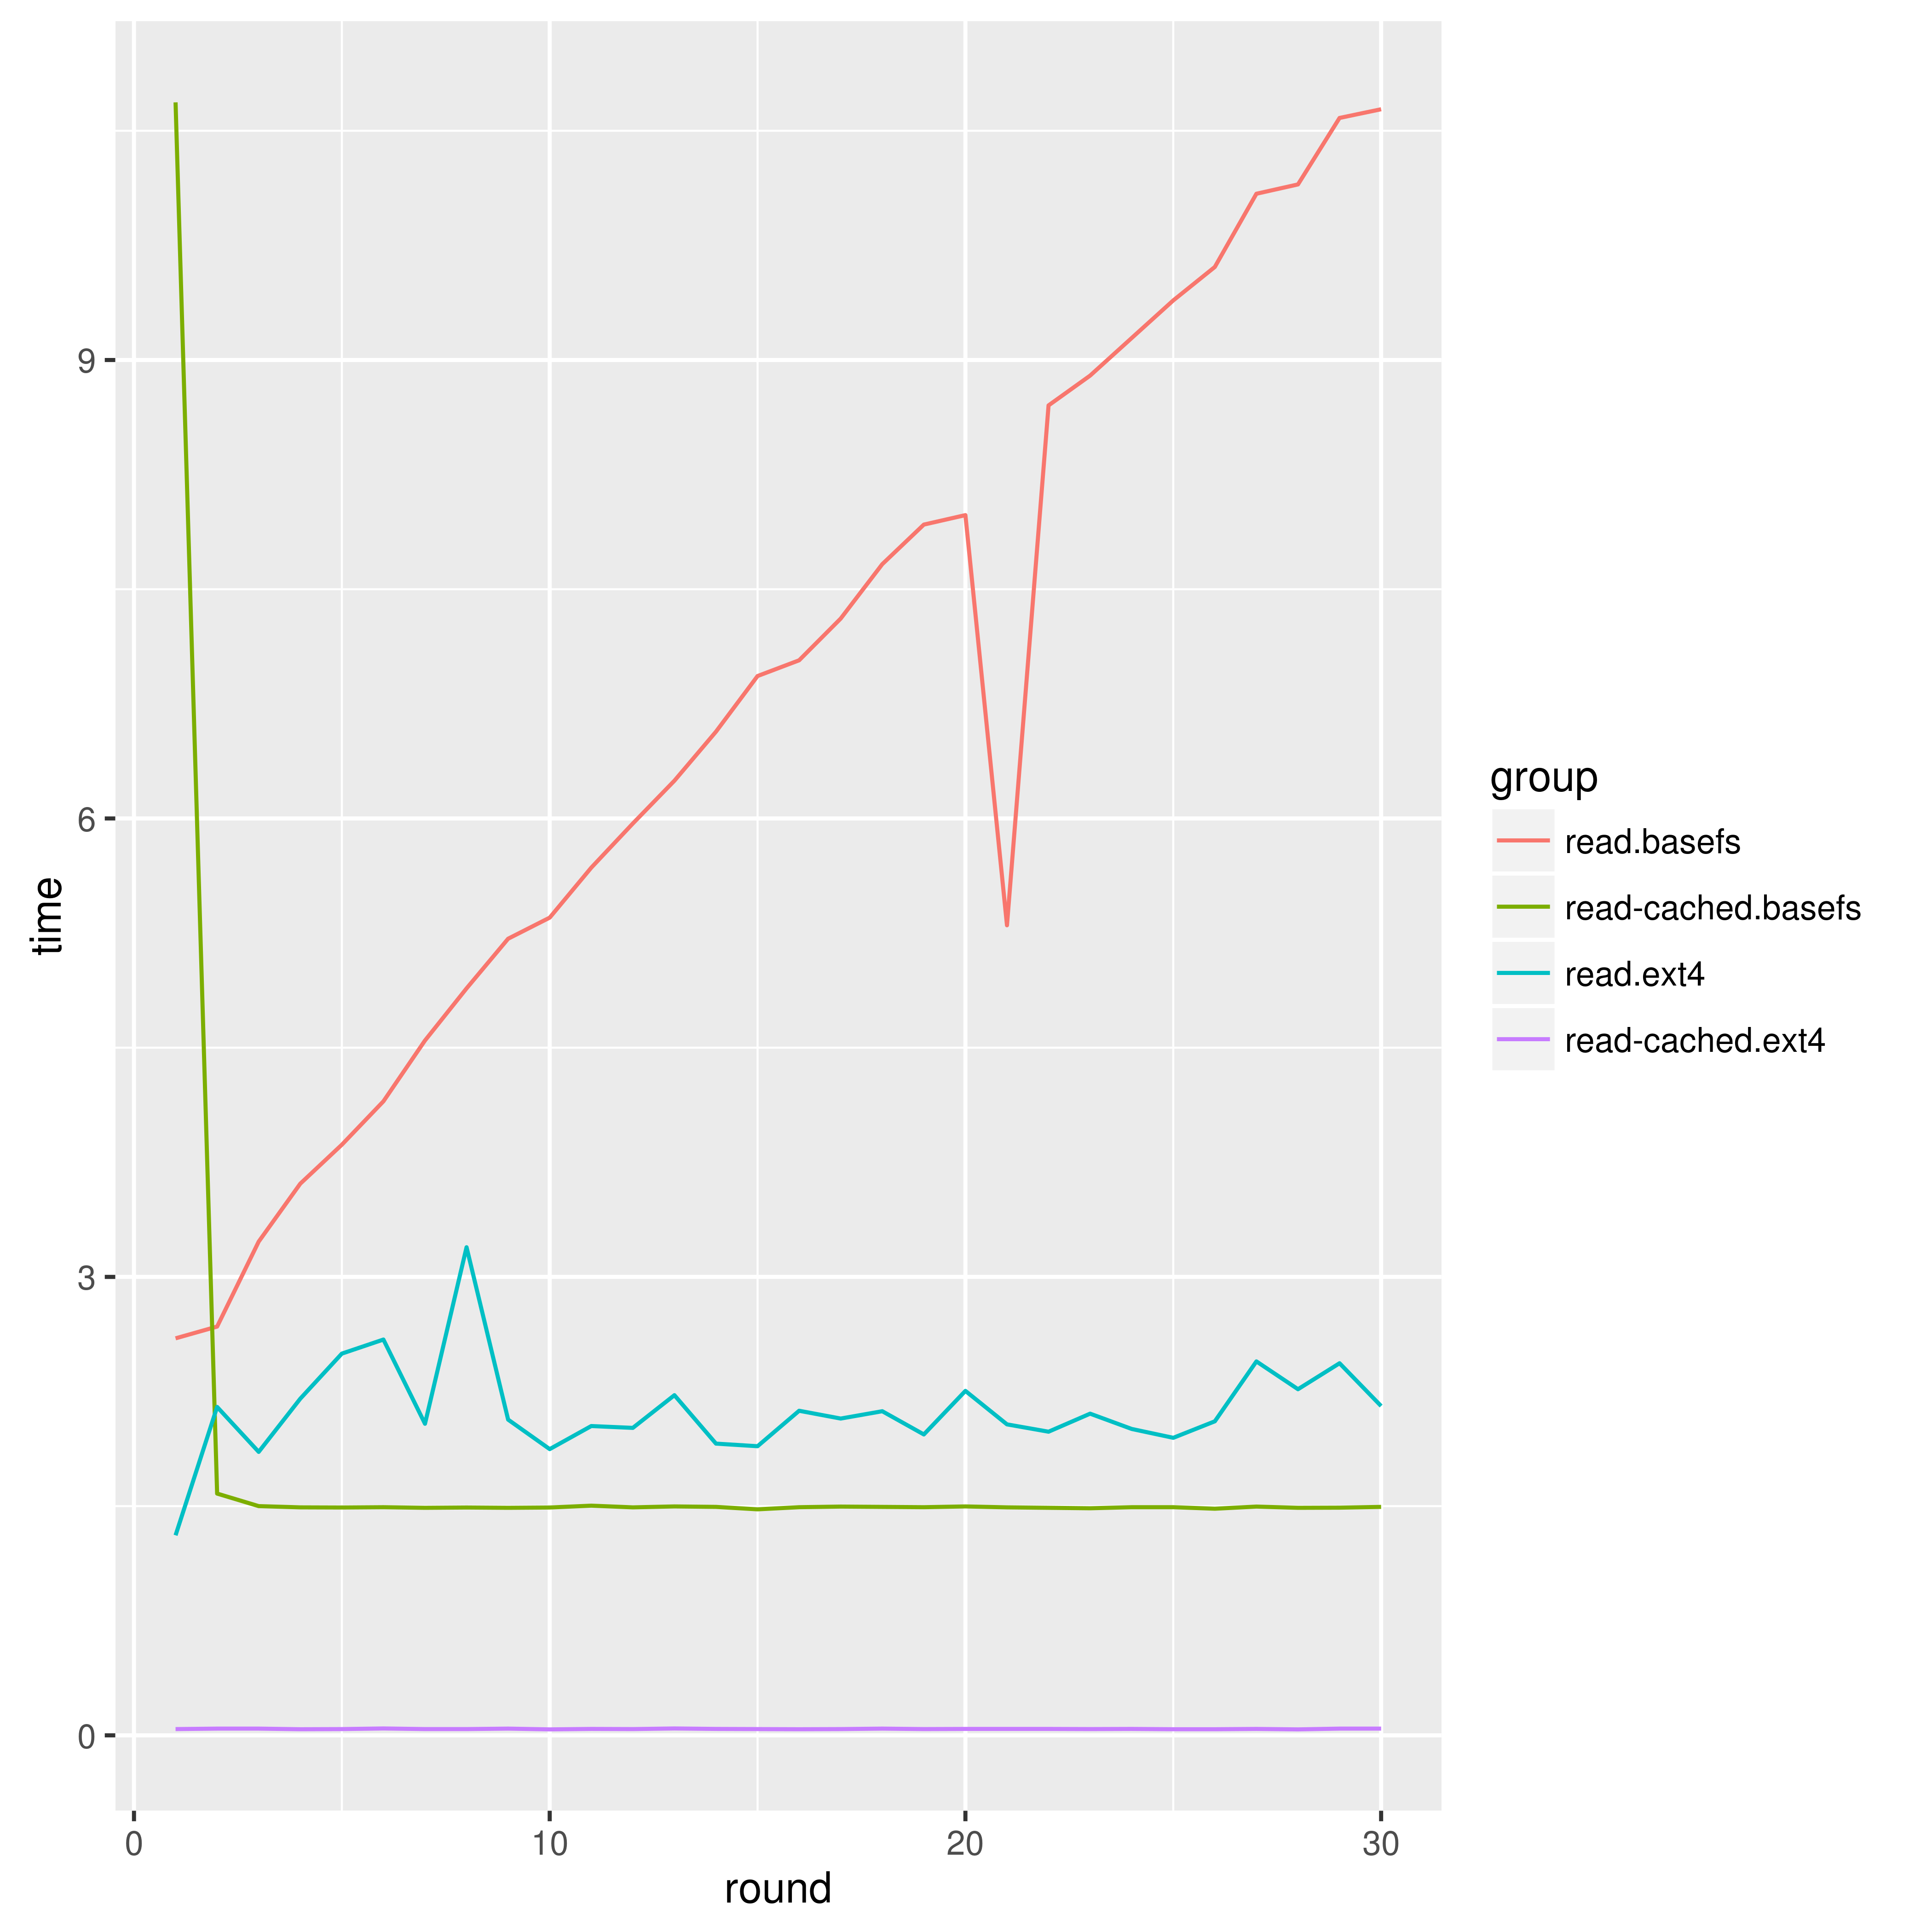 time
9
6
3
0
0
10
20
30
round
group
read.basefs
read-cached.basefs
read.ext4
read-cached.ext4